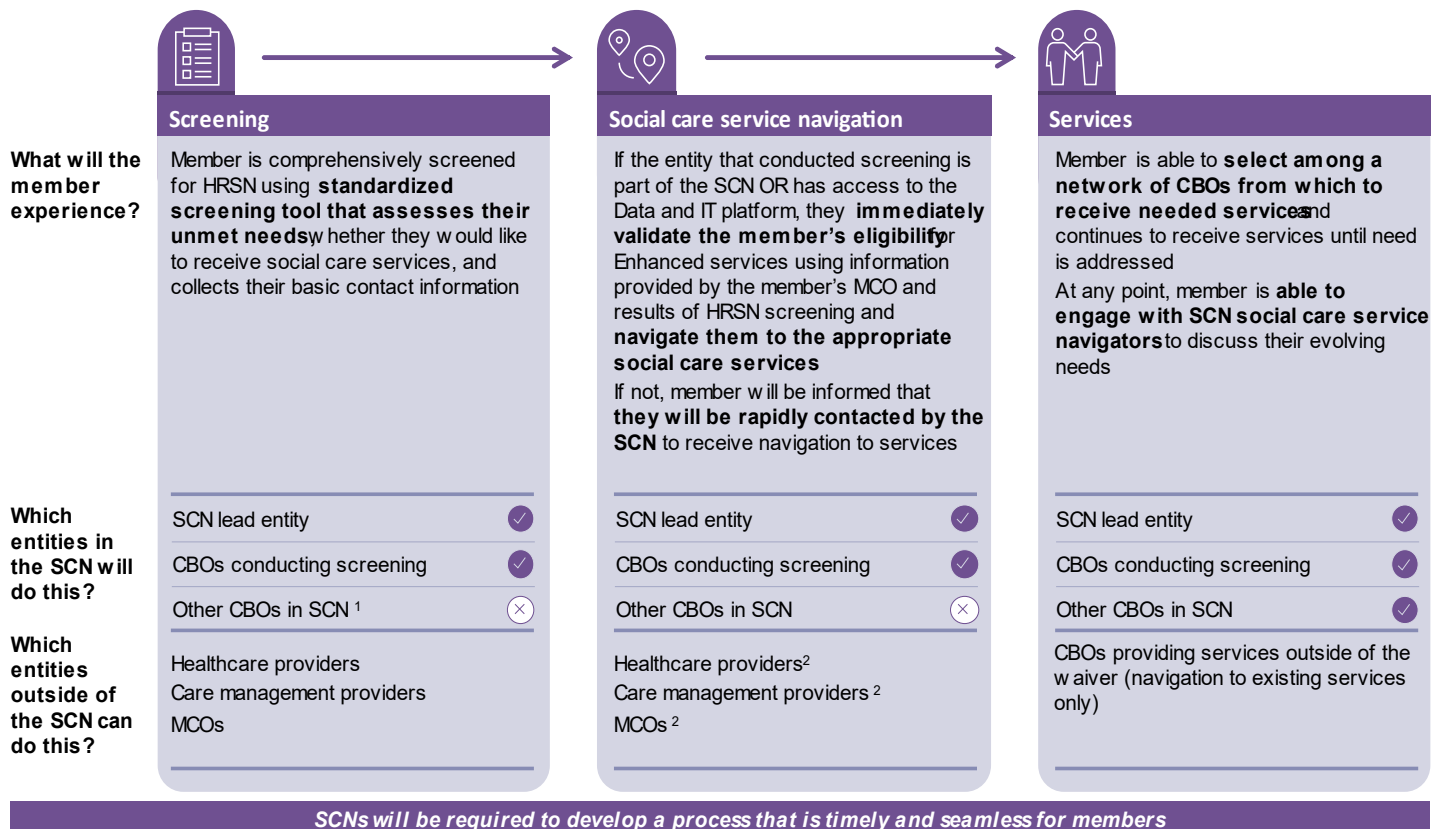 Screening
Social care service navigation
Services
What will the
member
experience?
Member is comprehensively screened
for HRSN using standardized
screening tool that assesses their
unmet needs, whether they would like
to receive social care services, and
collects their basic contact information
If the entity that conducted screening is
part of the SCN OR has access to the
Data and IT platform, they immediately
validate the member's eligibility for
Enhanced services using information
provided by the member's MCO and
results of HRSN screening and
navigate them to the appropriate
social care services
If not, member will be informed that
they will be rapidly contacted by the
SCN to receive navigation to services
Member is able to select among a
network of CBOs from which to
receive needed services and
continues to receive services until need
is addressed
At any point, member is able to
engage with SCN social care service
navigators to discuss their evolving
needs
Which
entities in
the SCN will
do this?
SCN lead entity
CBOs conducting screening
Other CBOs in SCN 1
SCN lead entity
CBOs conducting screening
Other CBOs in SCN
SCN lead entity
CBOs conducting screening
Other CBOs in SCN
Which
entities
outside of
the SCN can
do this?
Healthcare providers
Care management providers
MCOs
Healthcare providers2
Care management providers 2
MCOs 2
CBOs providing services outside of the
waiver (navigation to existing services
only)
SCNs will be required to develop a process that is timely and seamless for members